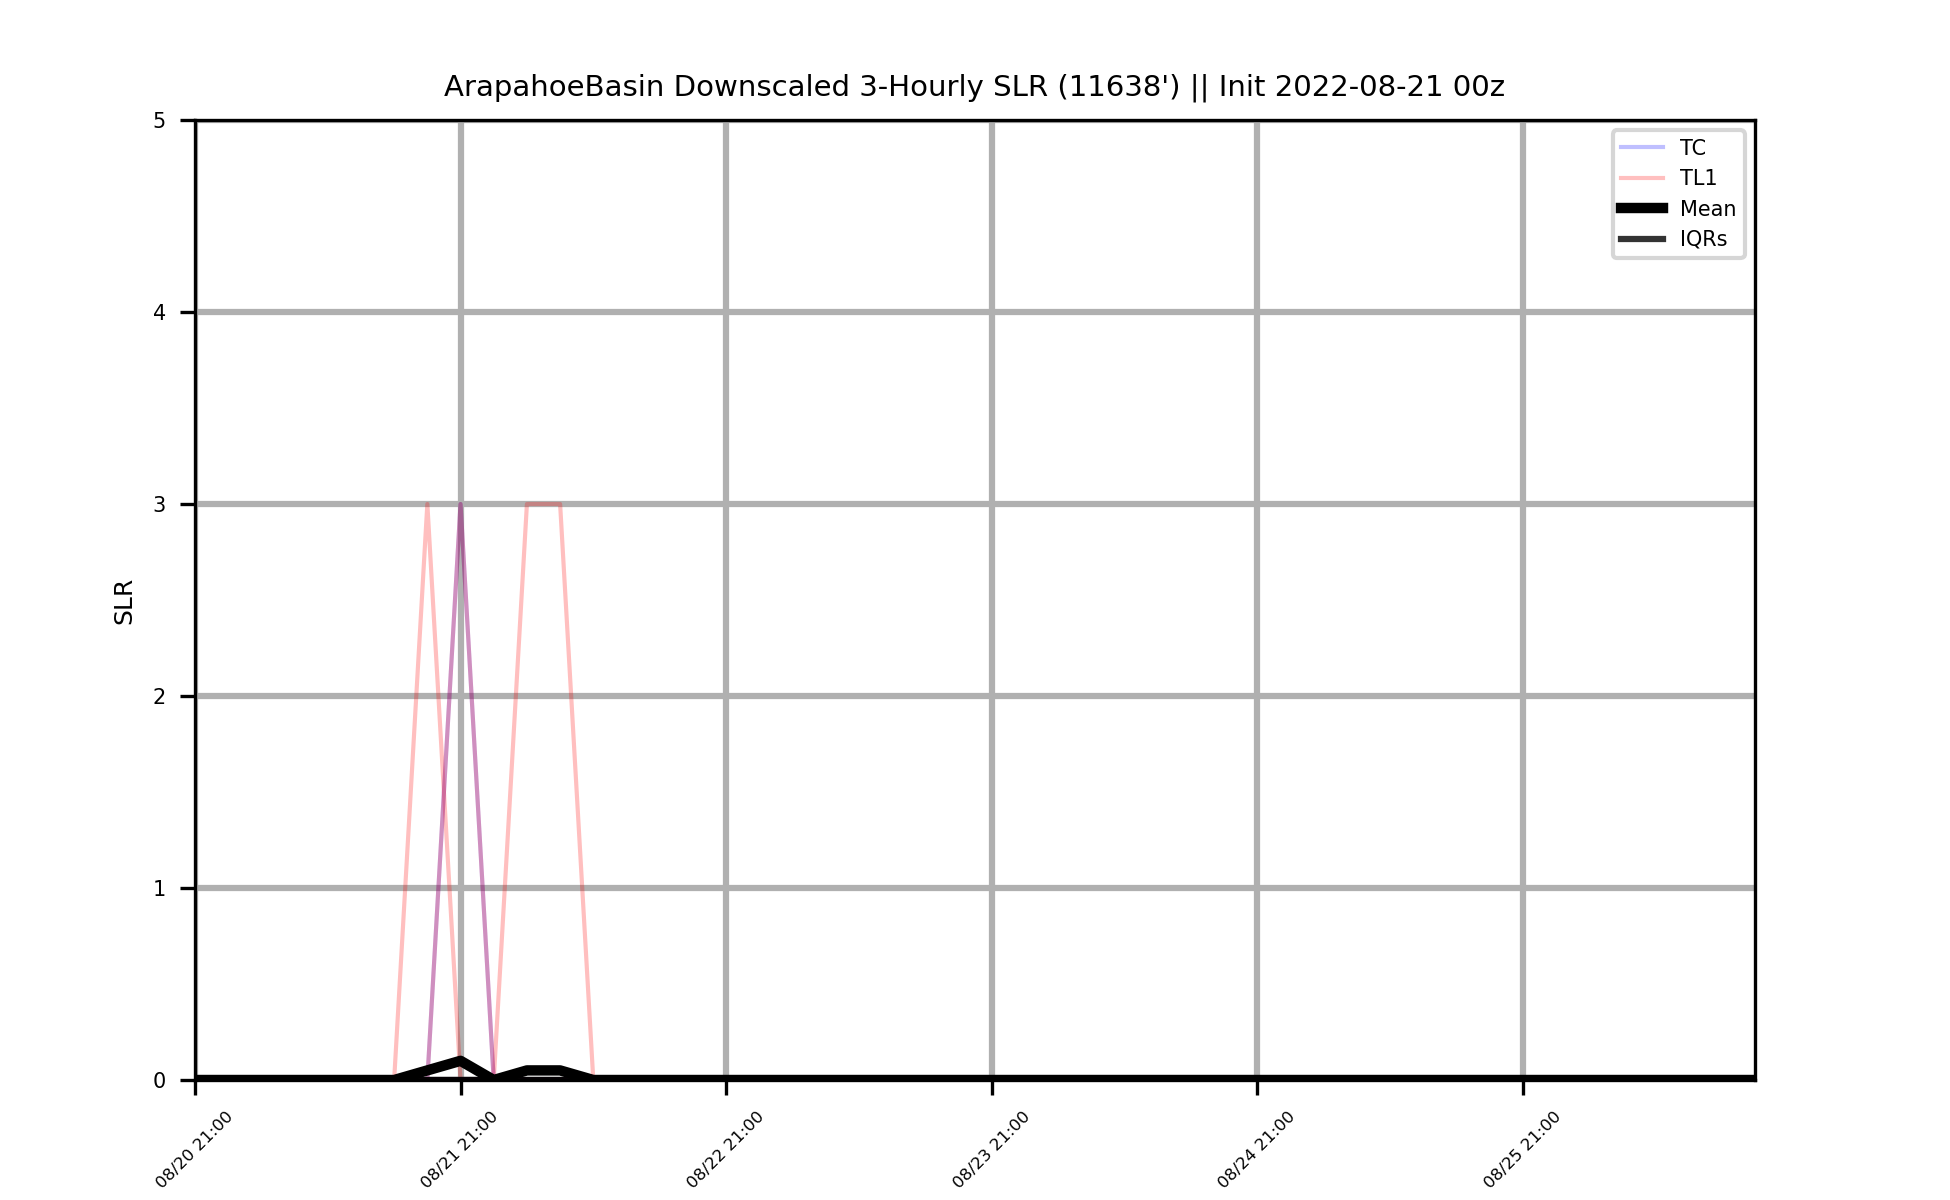 ArapahoeBasin Downscaled 3-Hourly SLR (11638') || Init 2022-08-21 00z
5
4
3
2
1
0
SLR
TC
TL1
Mean
IQRs
08/20 21:00
08/21 21:00
08/22 21:00
08/23 21:00
08/24 21:00
08/25 21:00